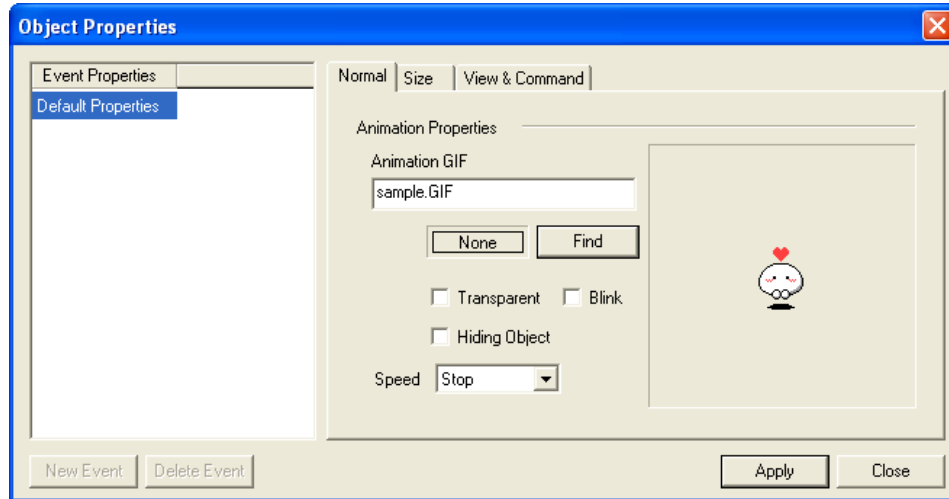 Object Properties
Event Properties
Default Properties
Normal Size View & Command
Animation Properties
Animation GIF
sample.GIF
None Find
Transparent Blink
Hiding Object
Speed Stop
New Event Delete Event Apply Close